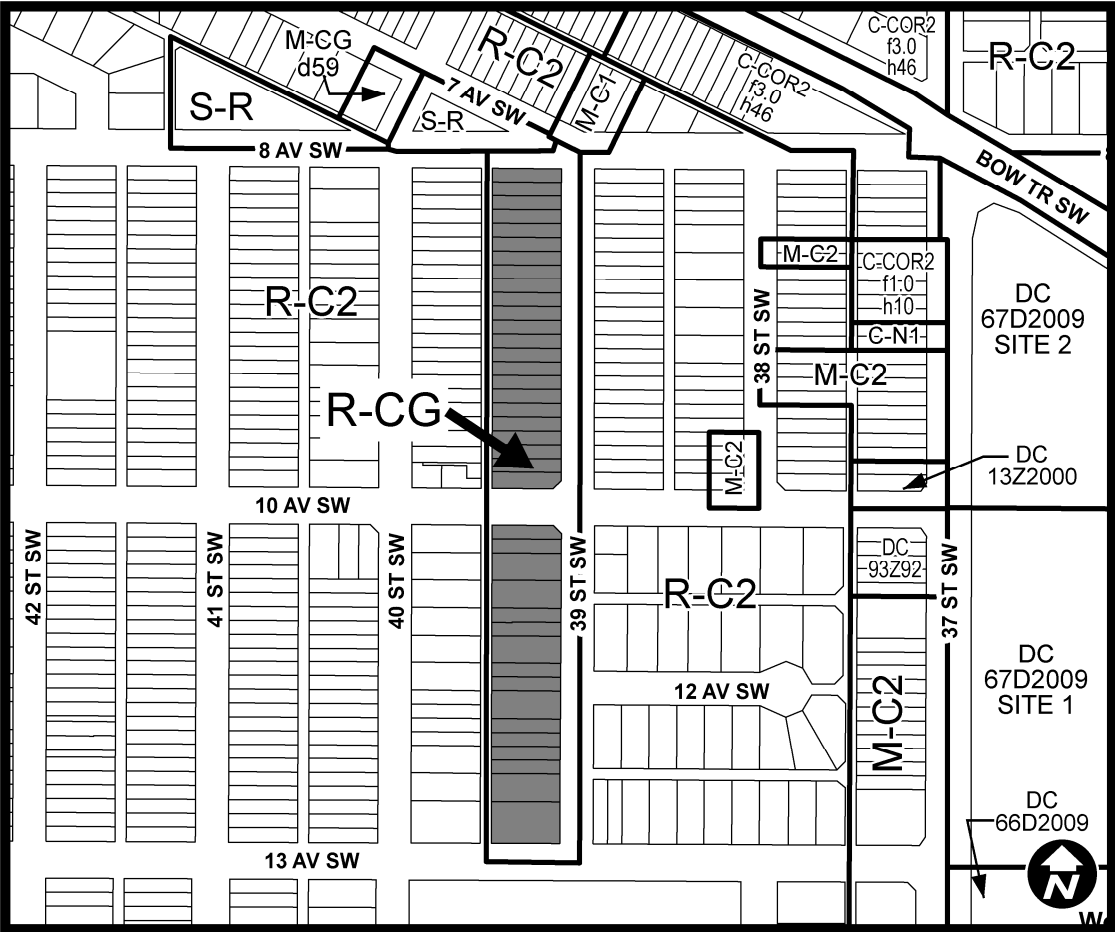 M-CG
d59
R-C2
C-COR2
f3.0
h46
C-COR2
f3.0
h46
R-C2
S-R
7 AV SW
S-R
M-C1
8 AV SW
BOW TR SW
R-C2
M-C2
C-COR2
f1.0
h10
DC
67D2009
SITE 2
38 ST SW
C-N1
M-C2
R-CG
M-C2
DC
13Z2000
10 AV SW
42 ST SW
41 ST SW
40 ST SW
39 ST SW
R-C2
DC
93Z92
37 ST SW
12 AV SW
M-C2
DC
67D2009
SITE 1
DC
66D2009
13 AV SW
N